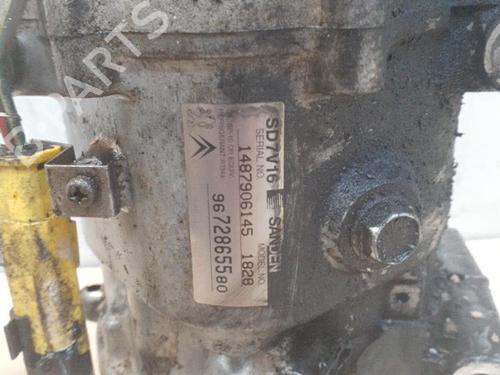 SD7V16 SANDEN
SERIAL NO. MODEL NO.
1487906145 1828
9672865580
PARTS